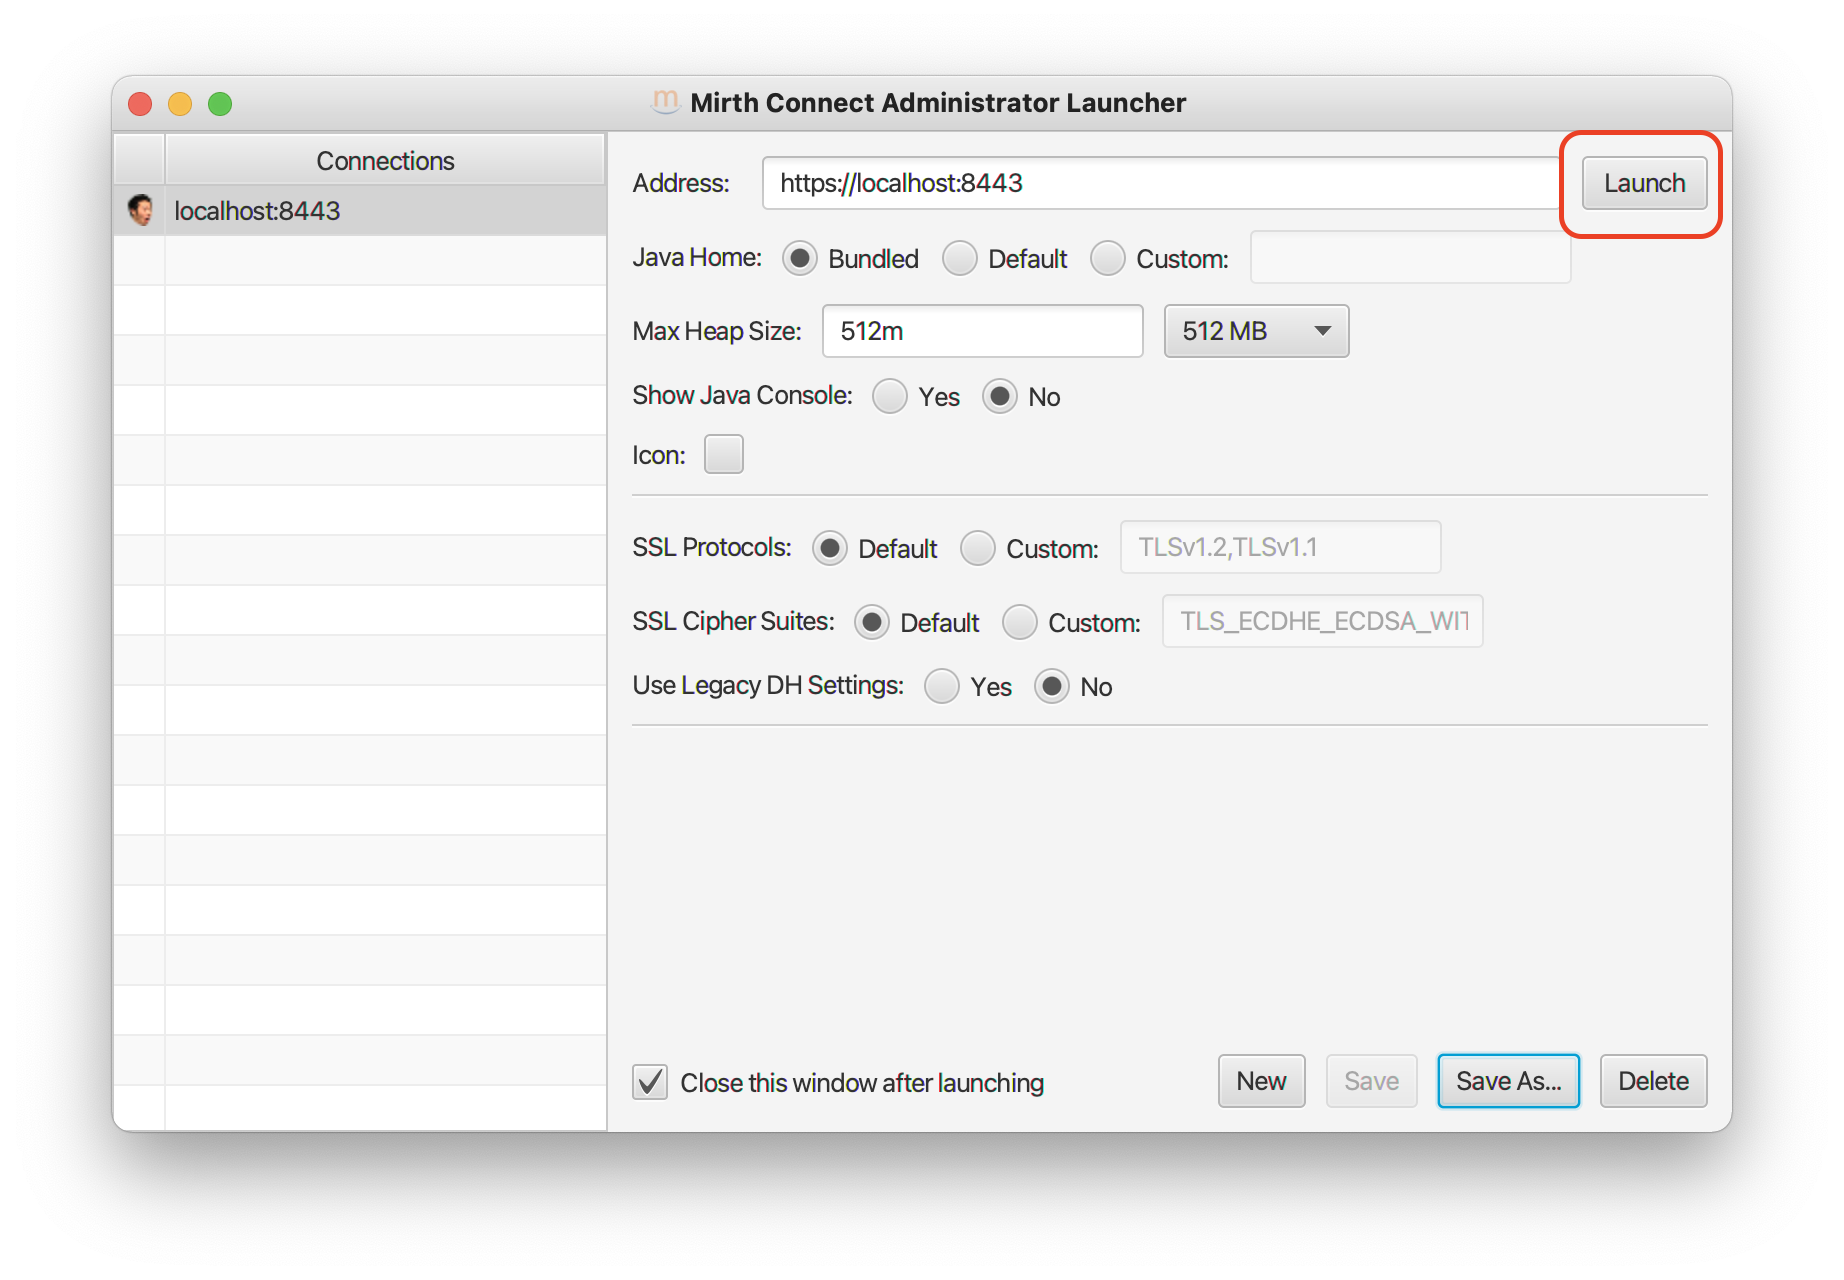 m Mirth Connect Administrator Launcher
Connections
localhost:8443
Address: https://localhost:8443 Launch
Java Home: Bundled Default Custom:
Max Heap Size: 512m 512 MB
Show Java Console: Yes No
Icon:
SSL Protocols: Default Custom: TLSv1.2,TLSv1.1
SSL Cipher Suites: Default Custom: TLS_ECDHE_ECDSA_WIT
Use Legacy DH Settings: Yes No
Close this window after launching New Save Save As... Delete